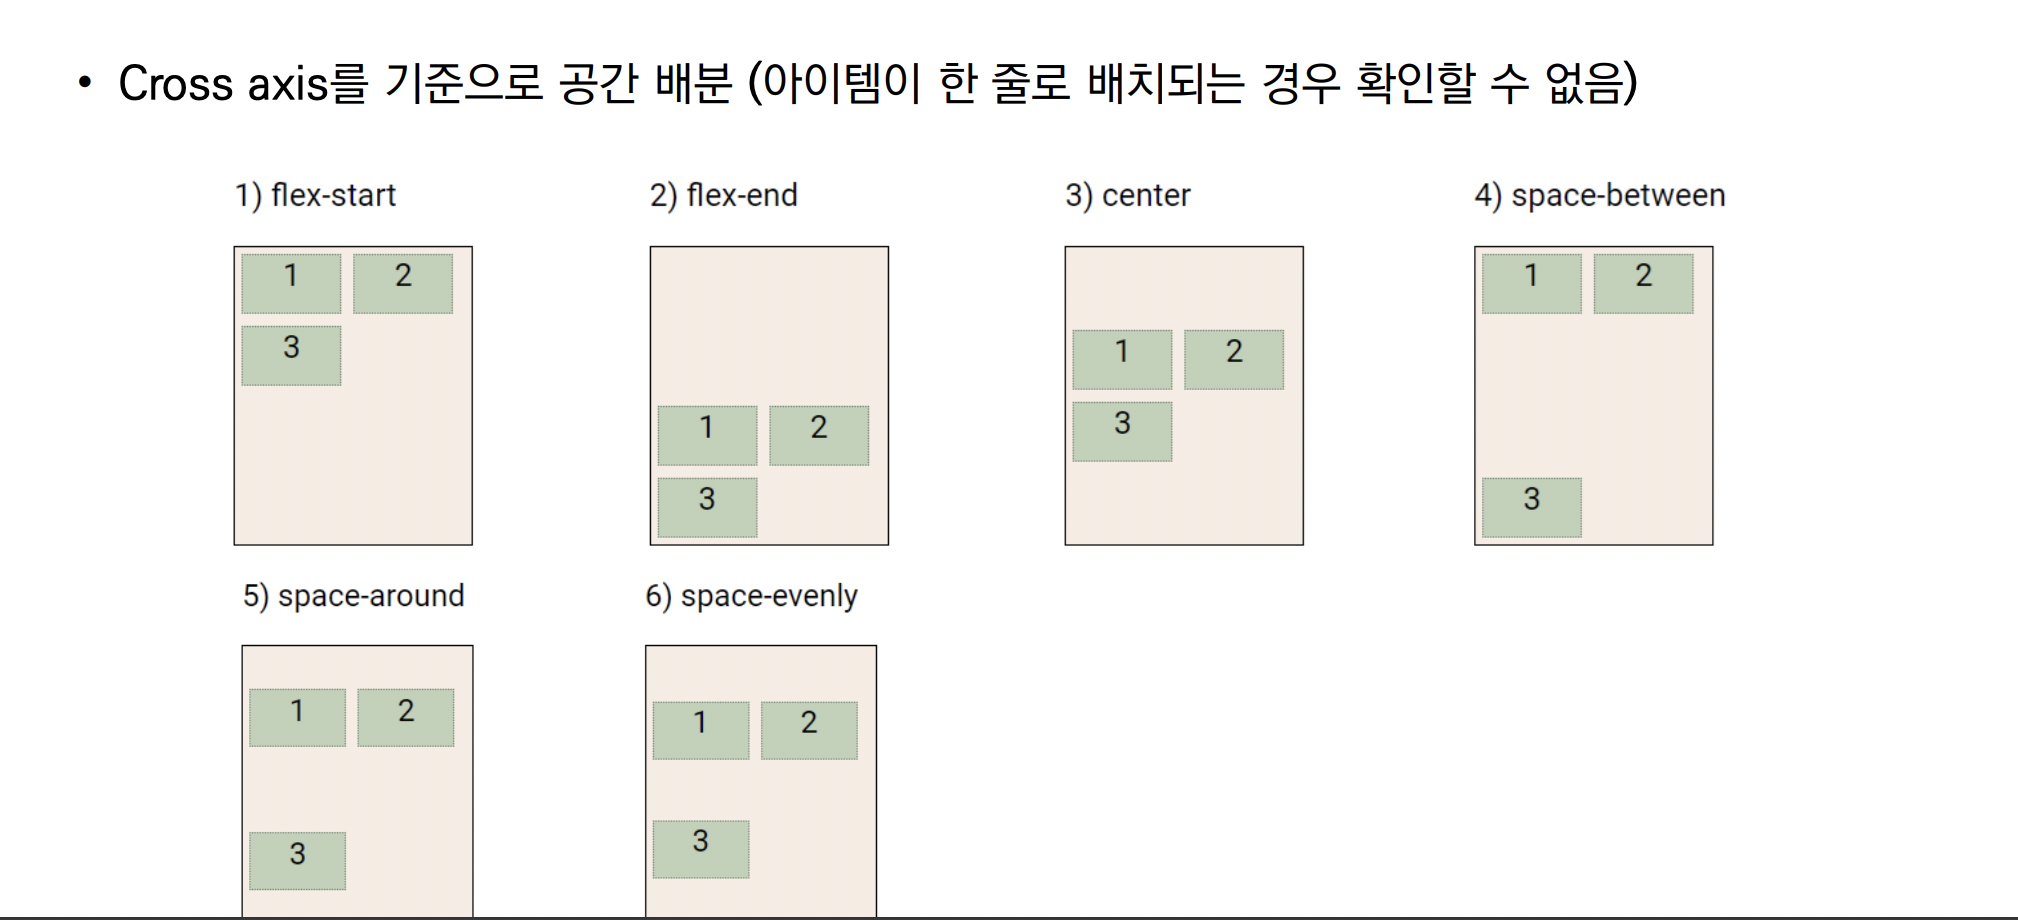 • Cross axis를 기준으로 공간 배분 (아이템이 한 줄로 배치되는 경우 확인할 수 없음)
1) flex-start
2) flex-end
3) center
4) space-between
1 2
3
1 2
3
1 2
3
1 2
3
5) space-around
6) space-evenly
1 2
3
1 2
3